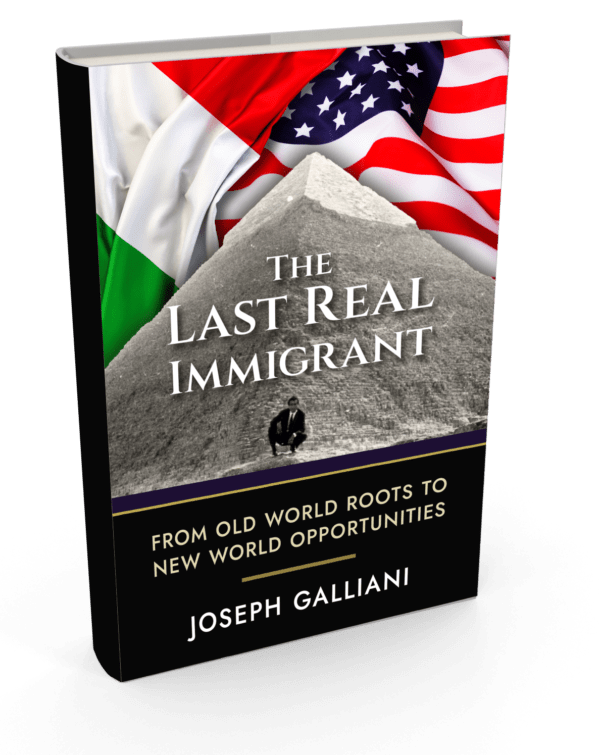 The
Last Real
Immigrant
FROM OLD WORLD ROOTS TO
NEW WORLD OPPORTUNITIES
JOSEPH GALLIANI